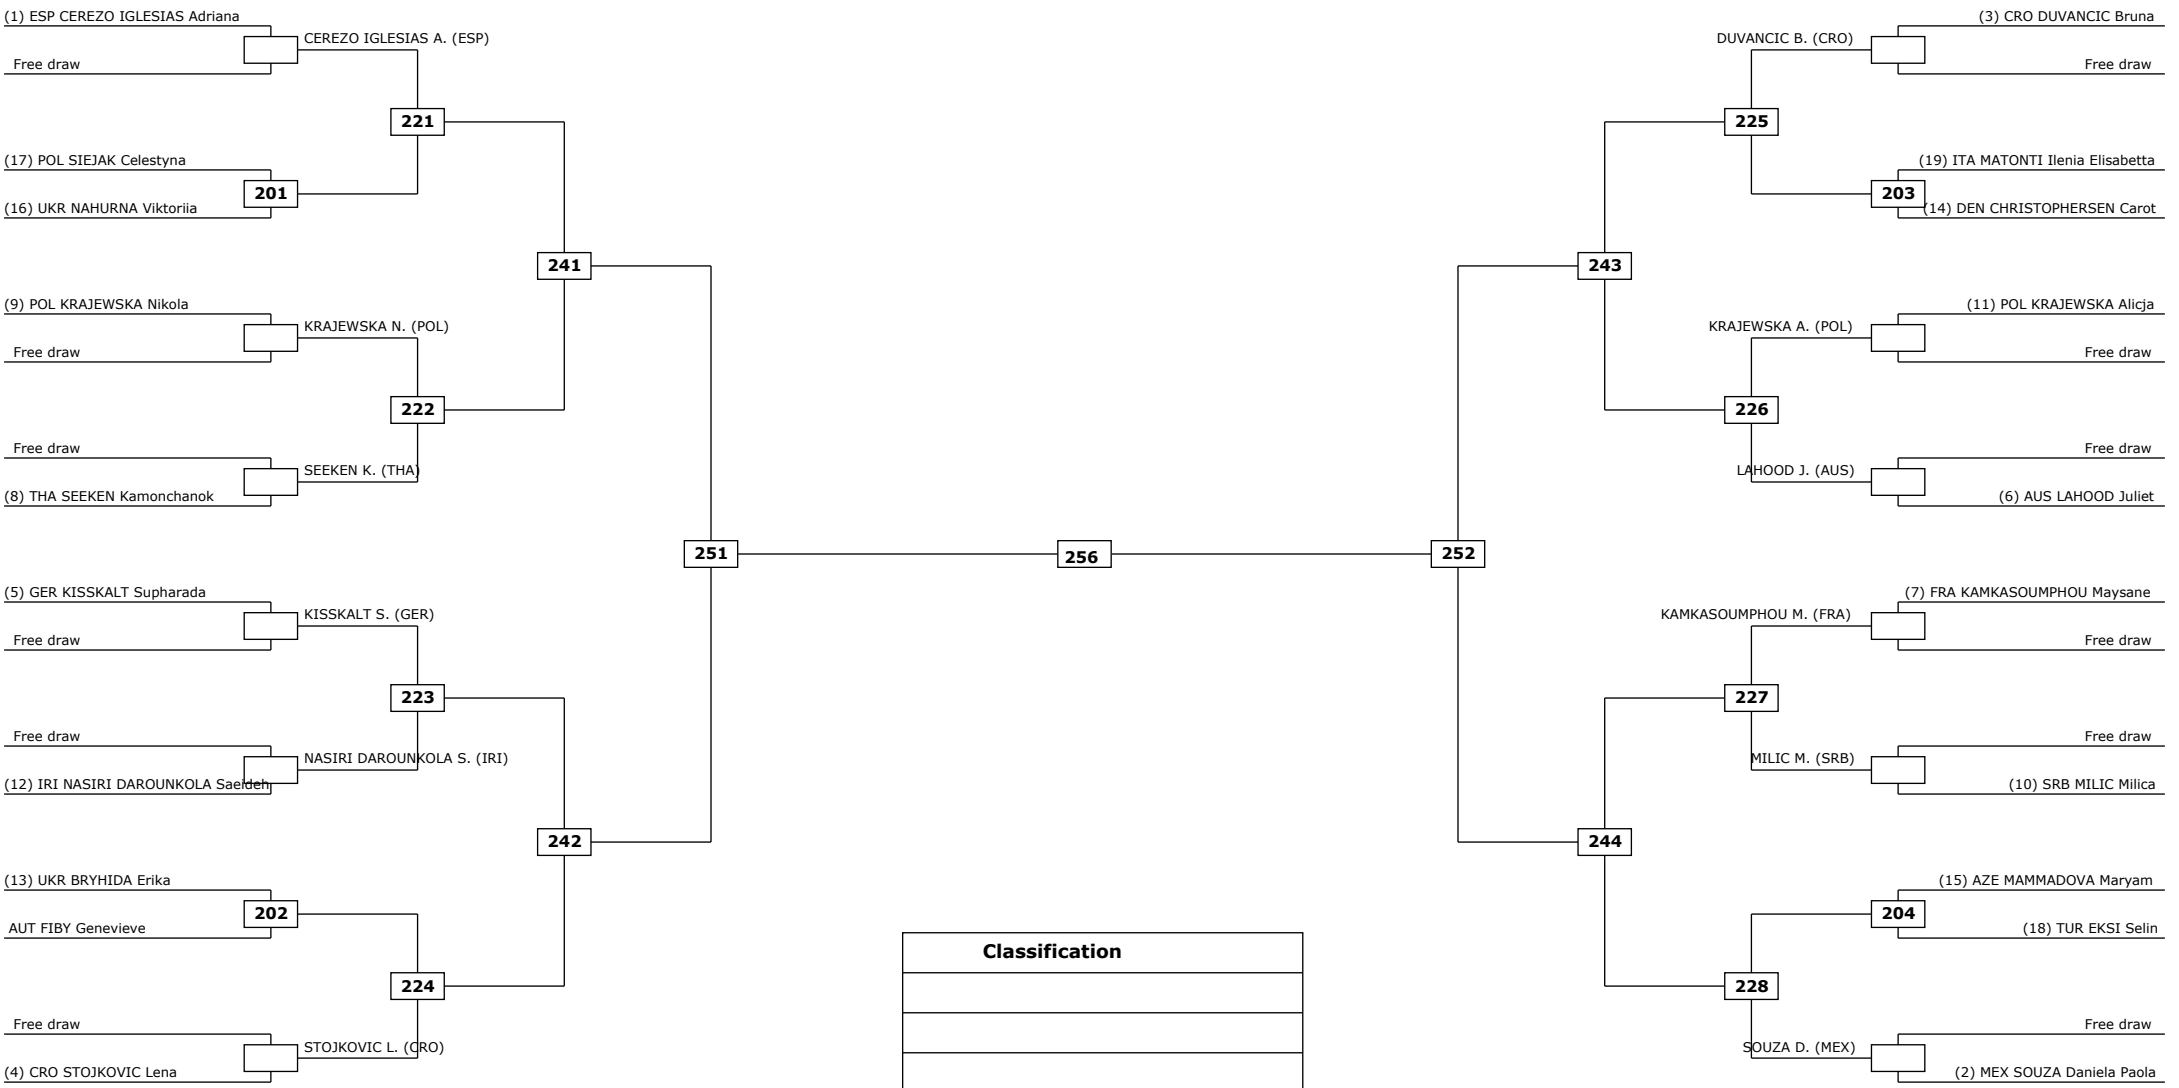 (1) ESP CEREZO IGLESIAS Adriana
CEREZO IGLESIAS A. (ESP)
Free draw
221
(17) POL SIEJAK Celestyna
201
(16) UKR NAHURNA Viktoriia
241
(9) POL KRAJEWSKA Nikola
KRAJEWSKA N. (POL)
Free draw
222
Free draw
SEEKEN K. (THA)
(8) THA SEEKEN Kamonchanok
251
(5) GER KISSKALT Supharada
KISSKALT S. (GER)
Free draw
223
Free draw
NASIRI DAROUNKOLA S. (IRI)
(12) IRI NASIRI DAROUNKOLA Saeideh
242
(13) UKR BRYHIDA Erika
202
AUT FIBY Genevieve
224
Free draw
STOJKOVIC L. (CRO)
(4) CRO STOJKOVIC Lena
256
Classification
(3) CRO DUVANCIC Bruna
DUVANCIC B. (CRO)
Free draw
225
(19) ITA MATONTI Ilenia Elisabetta
203
(14) DEN CHRISTOPHERSEN Carot
243
(11) POL KRAJEWSKA Alicja
KRAJEWSKA A. (POL)
Free draw
226
Free draw
LAHOOD J. (AUS)
(6) AUS LAHOOD Juliet
252
(7) FRA KAMKASOUMPHOU Maysane
KAMKASOUMPHOU M. (FRA)
Free draw
227
Free draw
MILIC M. (SRB)
(10) SRB MILIC Milica
244
(15) AZE MAMMADOVA Maryam
204
(18) TUR EKSI Selin
228
Free draw
SOUZA D. (MEX)
(2) MEX SOUZA Daniela Paola